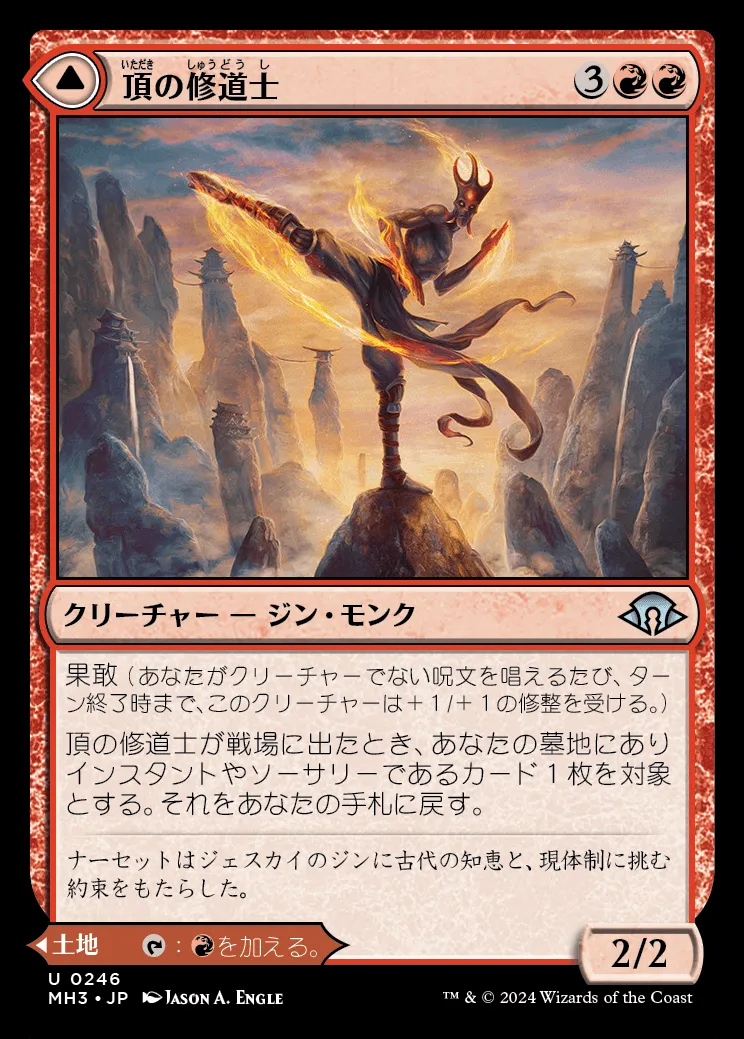 いただき しゅうどうし
頂の修道士 3
クリーチャー — ジン・モンク
果敢（あなたがクリーチャーでない呪文を唱えるたび、ター
ン終了時まで、このクリーチャーは＋１/＋１の修整を受ける。）
頂の修道士が戦場に出たとき、あなたの墓地にあり
インスタントやソーサリーであるカード１枚を対象
とする。それをあなたの手札に戻す。
ナーセットはジェスカイのジンに古代の知恵と、現体制に挑む
約束をもたらした。
土地 : を加える。
2/2
U 0246
MH3 • JP Jason A. Engle
™ & © 2024 Wizards of the Coast